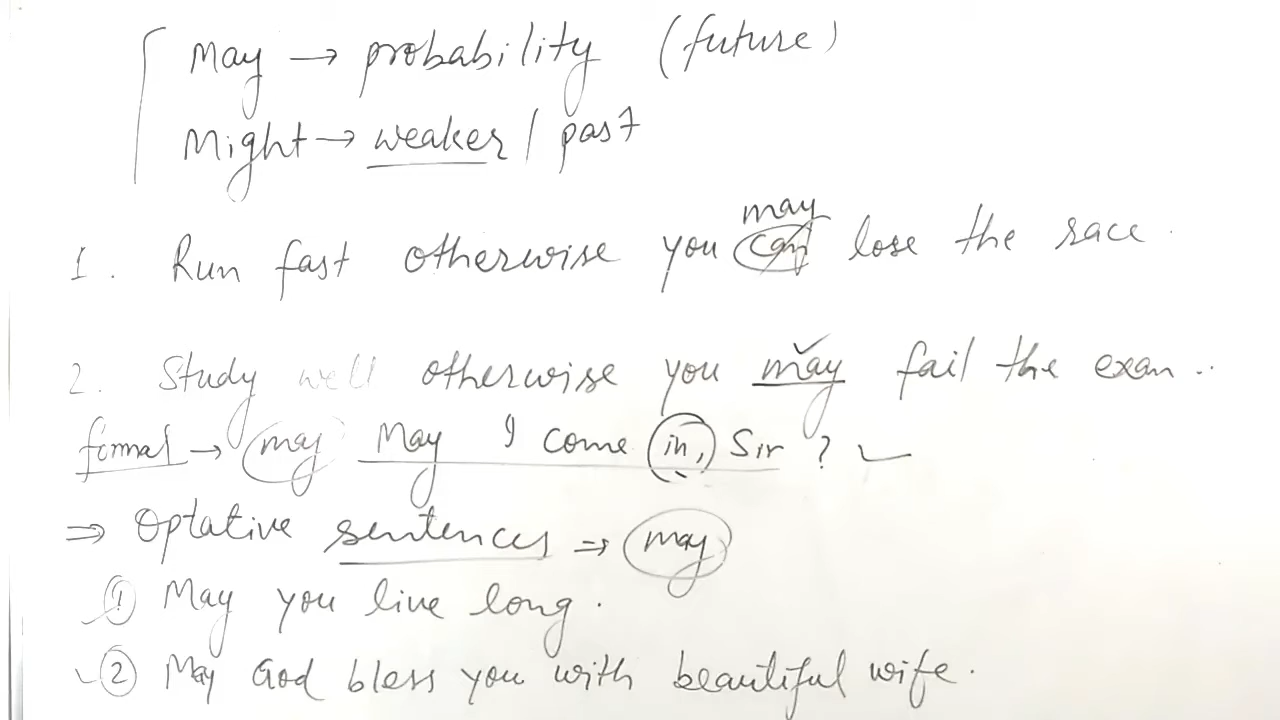 May → probability (future)
Might → weaker / past
may
1. Run fast otherwise you can lose the race.
2. Study well otherwise you may fail the exam..
formal → may May I come in, Sir?
⇒ Optative sentences ⇒ may
① May you live long.
② May God bless you with beautiful wife.